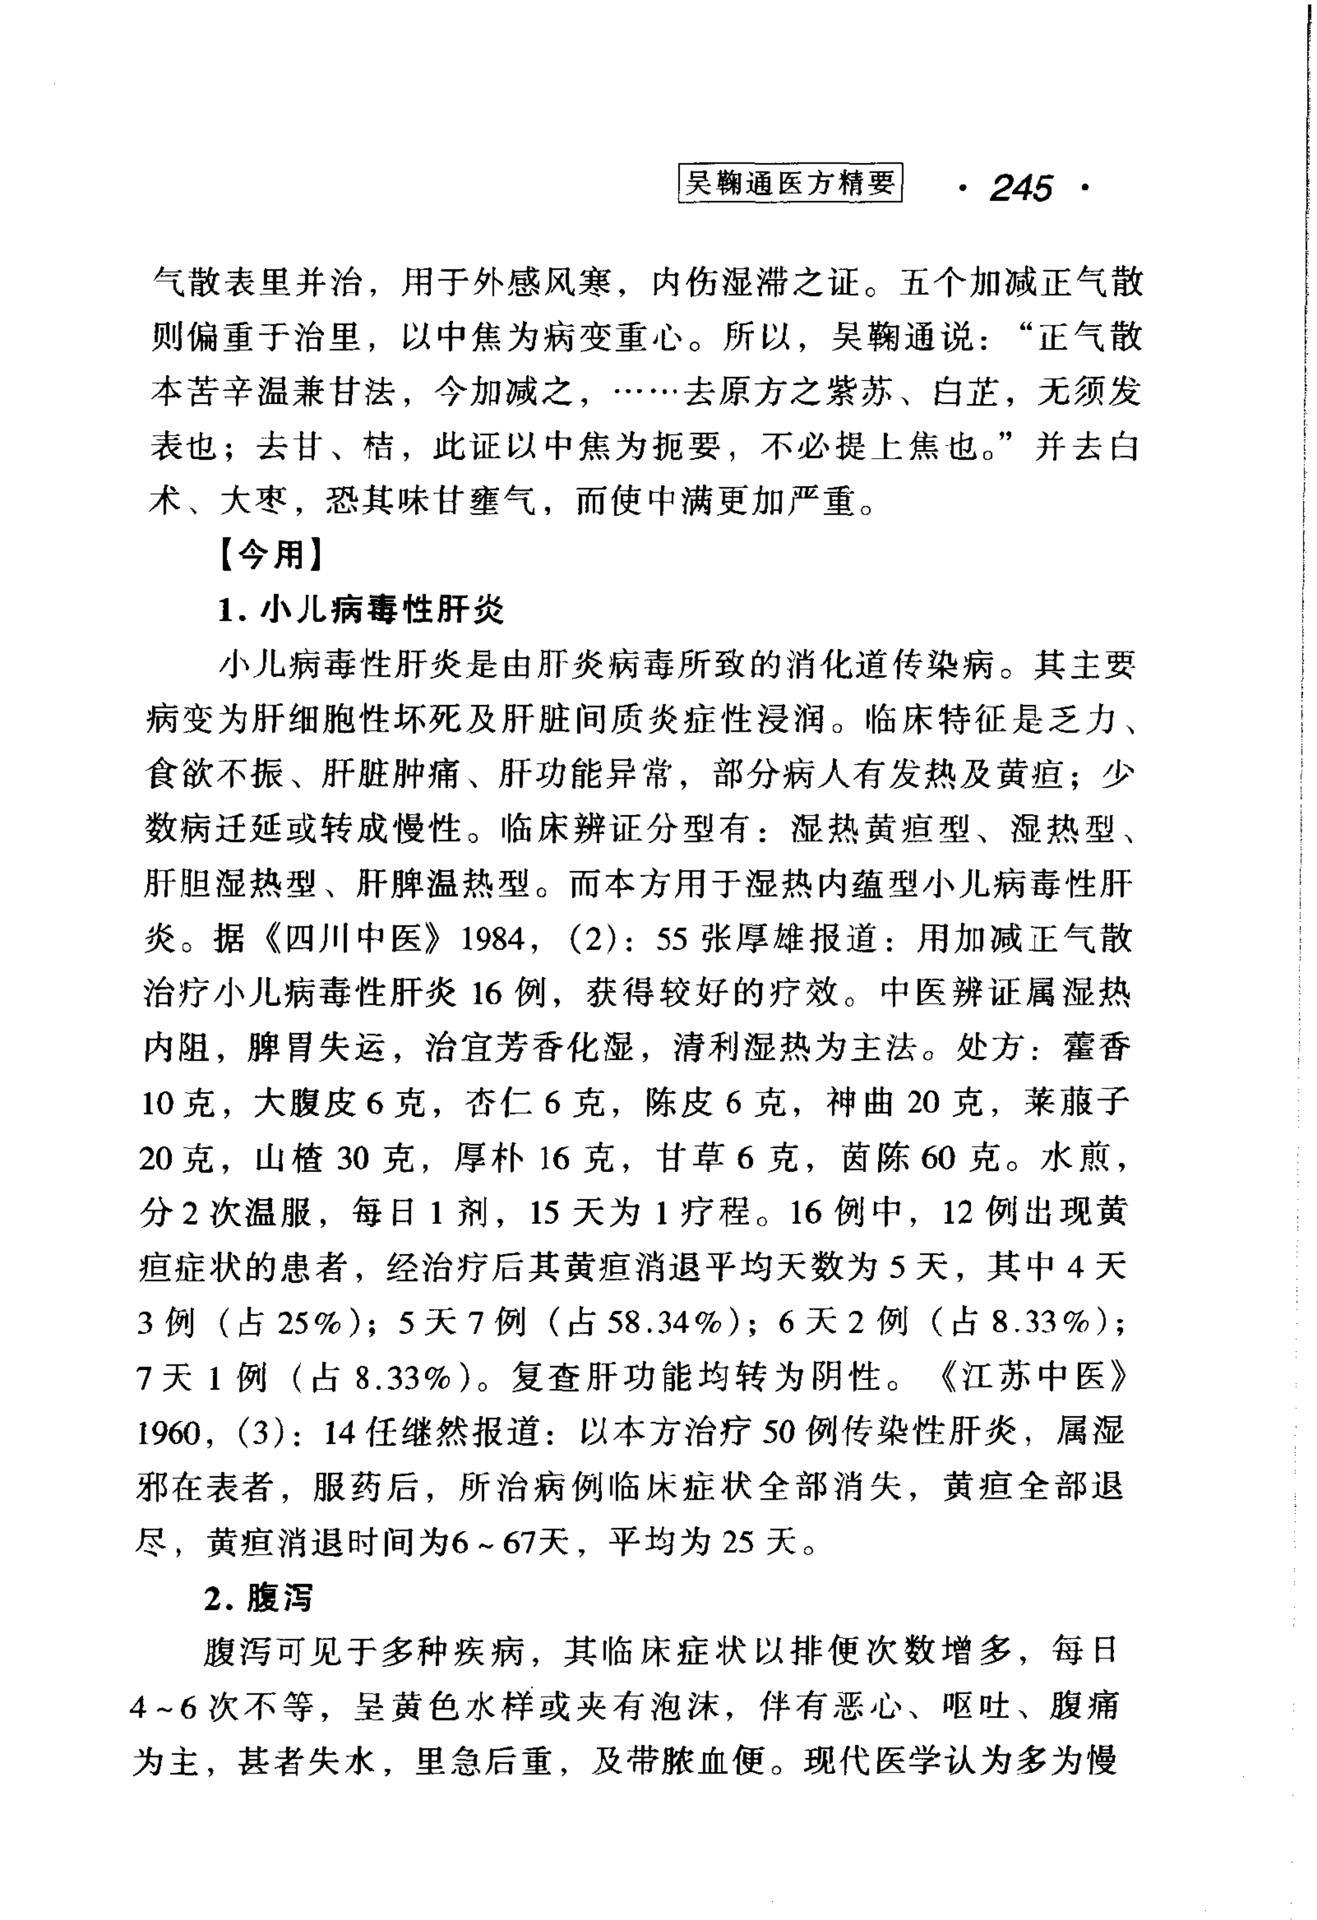 吴鞠通医方精要 · 245 ·
气散表里并治，用于外感风寒，内伤湿滞之证。五个加减正气散
则偏重于治里，以中焦为病变重心。所以，吴鞠通说：“正气散
本苦辛温兼甘法，今加减之，……去原方之紫苏、白芷，无须发
表也；去甘、桔，此证以中焦为扼要，不必提上焦也。”并去白
术、大枣，恐其味甘壅气，而使中满更加严重。
【今用】
1. 小儿病毒性肝炎
小儿病毒性肝炎是由肝炎病毒所致的消化道传染病。其主要
病变为肝细胞性坏死及肝脏间质炎症性浸润。临床特征是乏力、
食欲不振、肝脏肿痛、肝功能异常，部分病人有发热及黄疸；少
数病迁延或转成慢性。临床辨证分型有：湿热黄疸型、湿热型、
肝胆湿热型、肝脾温热型。而本方用于湿热内蕴型小儿病毒性肝
炎。据《四川中医》1984，（2）：55 张厚雄报道：用加减正气散
治疗小儿病毒性肝炎 16 例，获得较好的疗效。中医辨证属湿热
内阻，脾胃失运，治宜芳香化湿，清利湿热为主法。处方：藿香
10 克，大腹皮 6 克，杏仁 6 克，陈皮 6 克，神曲 20 克，莱菔子
20 克，山楂 30 克，厚朴 16 克，甘草 6 克，茵陈 60 克。水煎，
分 2 次温服，每日 1 剂，15 天为 1 疗程。16 例中，12 例出现黄
疸症状的患者，经治疗后其黄疸消退平均天数为 5 天，其中 4 天
3 例（占 25%）；5 天 7 例（占 58.34%）；6 天 2 例（占 8.33%）；
7 天 1 例（占 8.33%）。复查肝功能均转为阴性。《江苏中医》
1960，（3）：14 任继然报道：以本方治疗 50 例传染性肝炎，属湿
邪在表者，服药后，所治病例临床症状全部消失，黄疸全部退
尽，黄疸消退时间为6～67天，平均为 25 天。
2. 腹泻
腹泻可见于多种疾病，其临床症状以排便次数增多，每日
4～6 次不等，呈黄色水样或夹有泡沫，伴有恶心、呕吐、腹痛
为主，甚者失水，里急后重，及带脓血便。现代医学认为多为慢